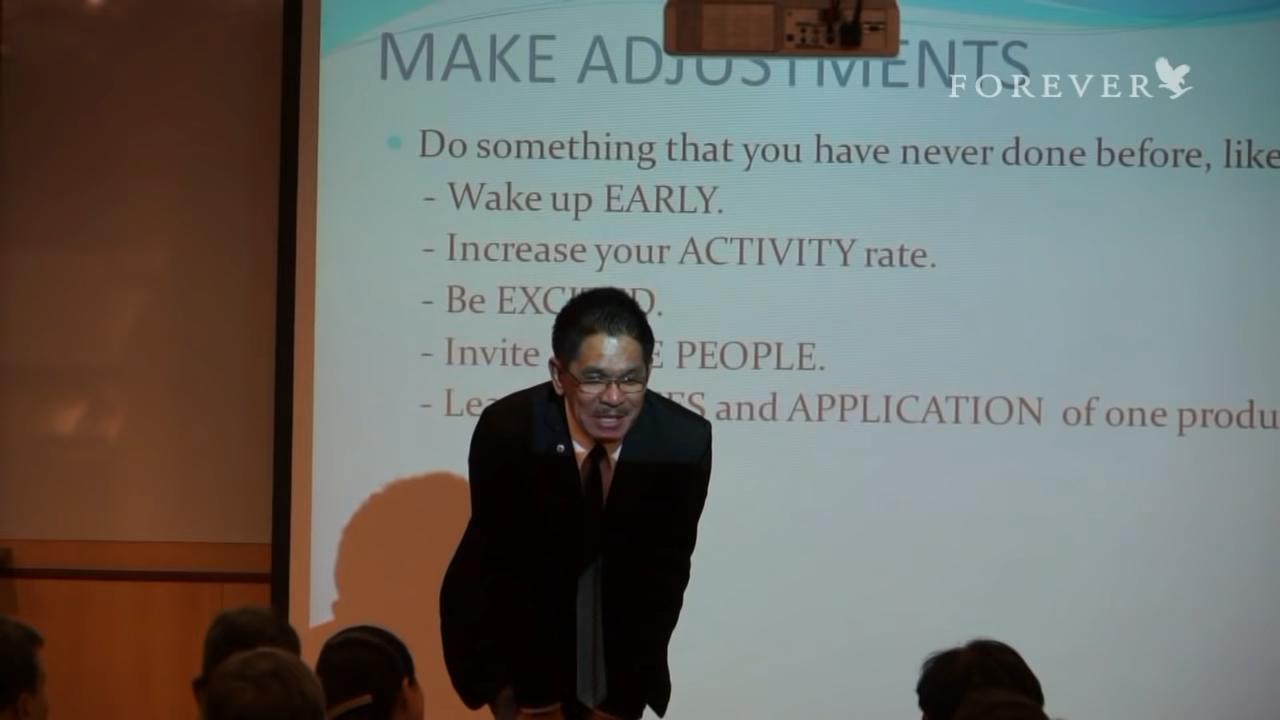 MAKE ADJUSTMENTS
FOREVER
Do something that you have never done before, like
- Wake up EARLY.
- Increase your ACTIVITY rate.
- Be EXCITED.
- Invite PEOPLE.
- and APPLICATION of one